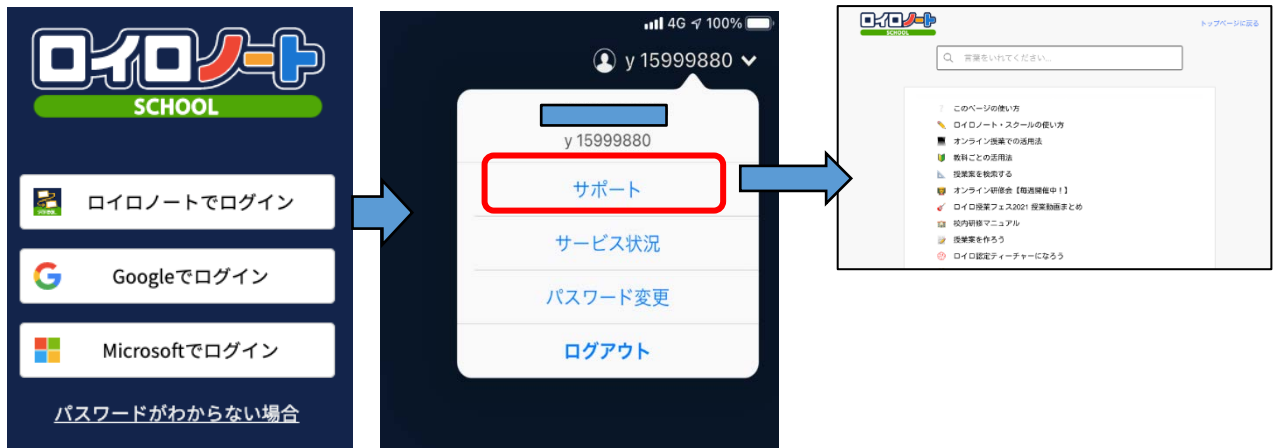 ロイロノート
SCHOOL
ロイロノートでログイン
Googleでログイン
Microsoftでログイン
パスワードがわからない場合
4G 100%
y 15999880
y 15999880
サポート
サービス状況
パスワード変更
ログアウト
ロイロノート
SCHOOL
トップページに戻る
言葉をいれてください...
このページの使い方
ロイロノート・スクールの使い方
オンライン授業での活用法
教科ごとの活用法
授業案を検索する
オンライン研修会【毎週開催中！】
ロイロ授業フェス2021 授業動画まとめ
校内研修マニュアル
授業案を作ろう
ロイロ認定ティーチャーになろう